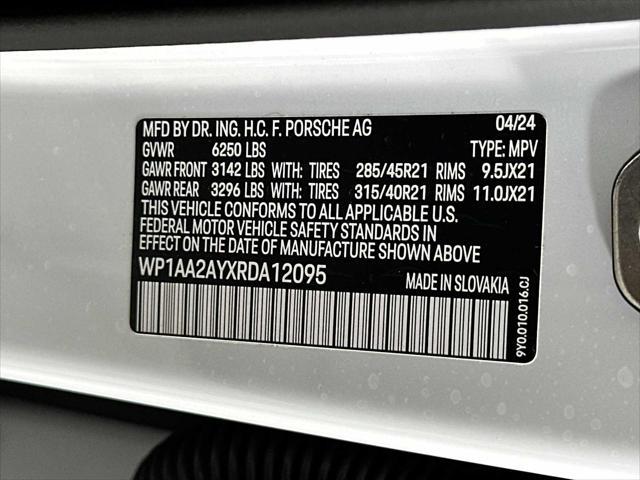 MFD BY DR. ING. H.C. F. PORSCHE AG 04/24
GVWR 6250 LBS TYPE: MPV
GAWR FRONT 3142 LBS WITH: TIRES 285/45R21 RIMS 9.5JX21
GAWR REAR 3296 LBS WITH: TIRES 315/40R21 RIMS 11.0JX21
THIS VEHICLE CONFORMS TO ALL APPLICABLE U.S.
FEDERAL MOTOR VEHICLE SAFETY STANDARDS IN
EFFECT ON THE DATE OF MANUFACTURE SHOWN ABOVE
WP1AA2AYXRDA12095 MADE IN SLOVAKIA
9Y0.010.016.CJ